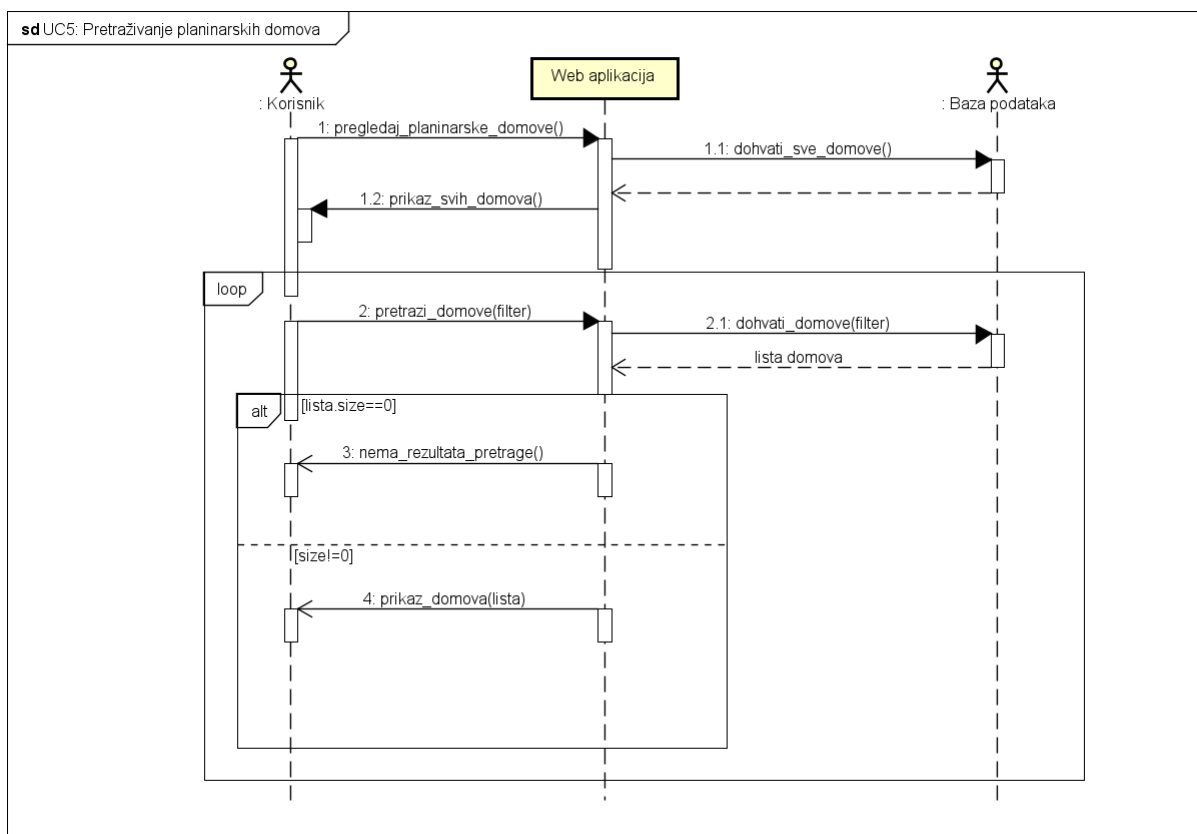 sd UC5: Pretraživanje planinarskih domova
: Korisnik
Web aplikacija
: Baza podataka
1: pregledaj_planinarske_domove()
1.1: dohvati_sve_domove()
1.2: prikaz_svih_domova()
loop
2: pretrazi_domove(filter)
2.1: dohvati_domove(filter)
lista domova
alt
[lista.size==0]
3: nema_rezultata_pretrage()
[size!=0]
4: prikaz_domova(lista)